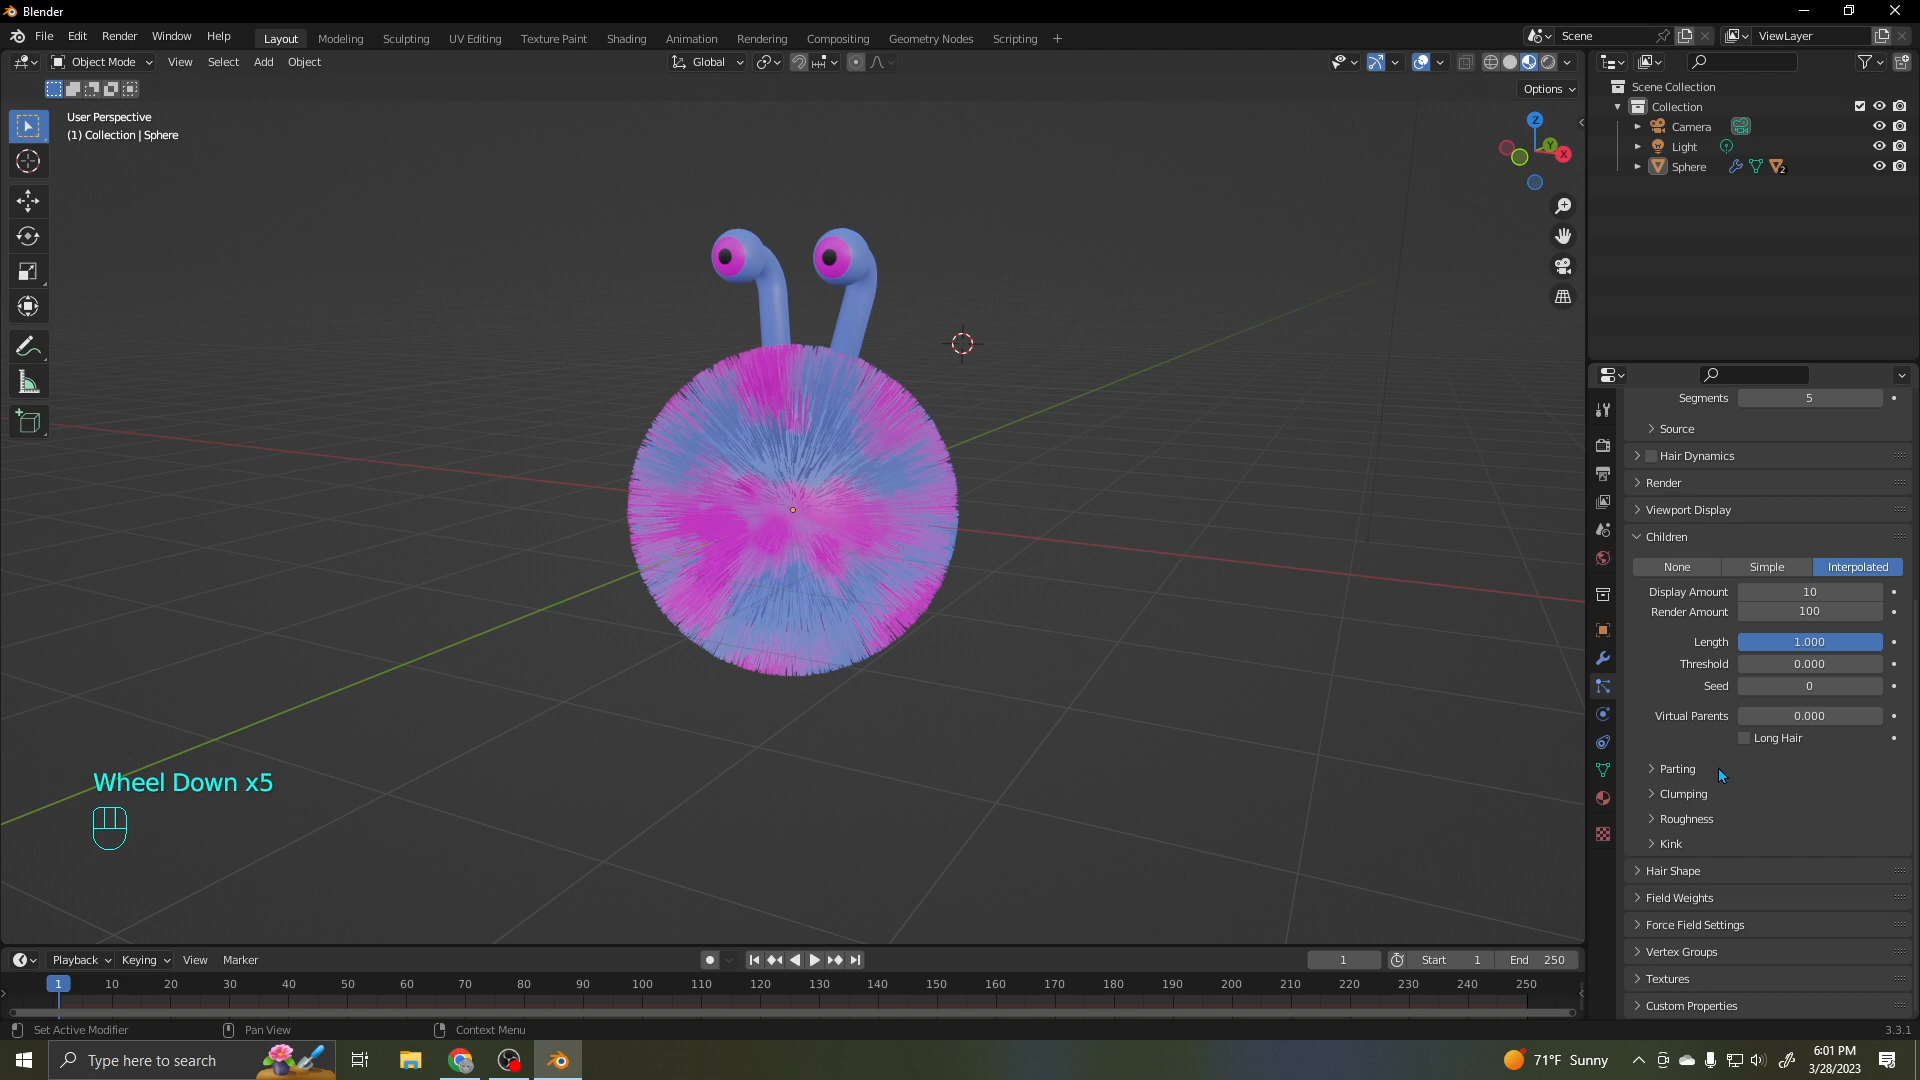 Blender
File Edit Render Window Help
Layout Modeling Sculpting UV Editing Texture Paint Shading Animation Rendering Compositing Geometry Nodes Scripting +
Scene
ViewLayer
Object Mode View Select Add Object
Global
Options
User Perspective
(1) Collection | Sphere
Z
Y
X
Scene Collection
Collection
Camera
Light
Sphere
2
Segments 5
Source
Hair Dynamics
Render
Viewport Display
Children
None Simple Interpolated
Display Amount 10
Render Amount 100
Length 1.000
Threshold 0.000
Seed 0
Virtual Parents 0.000
Long Hair
Parting
Clumping
Roughness
Kink
Hair Shape
Field Weights
Force Field Settings
Vertex Groups
Textures
Custom Properties
Wheel Down x5
Playback Keying View Marker
1
Start 1
End 250
1 10 20 30 40 50 60 70 80 90 100 110 120 130 140 150 160 170 180 190 200 210 220 230 240 250
Set Active Modifier
Pan View
Context Menu
3.3.1
Type here to search
71°F Sunny
6:01 PM
3/28/2023